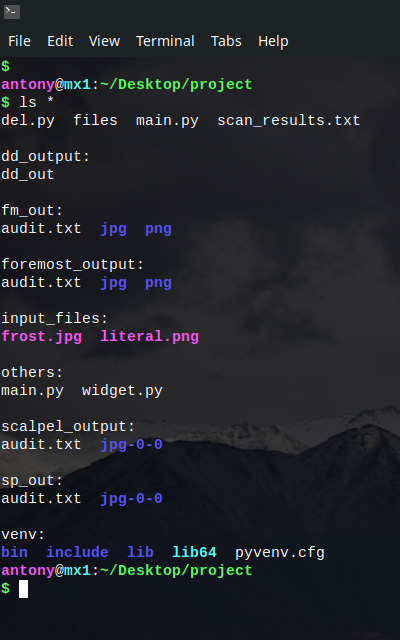 File Edit View Terminal Tabs Help
$
antony@mx1:~/Desktop/project
$ ls *
del.py  files  main.py  scan_results.txt

dd_output:
dd_out

fm_out:
audit.txt  jpg  png

foremost_output:
audit.txt  jpg  png

input_files:
frost.jpg  literal.png

others:
main.py  widget.py

scalpel_output:
audit.txt  jpg-0-0

sp_out:
audit.txt  jpg-0-0

venv:
bin  include  lib  lib64  pyvenv.cfg
antony@mx1:~/Desktop/project
$